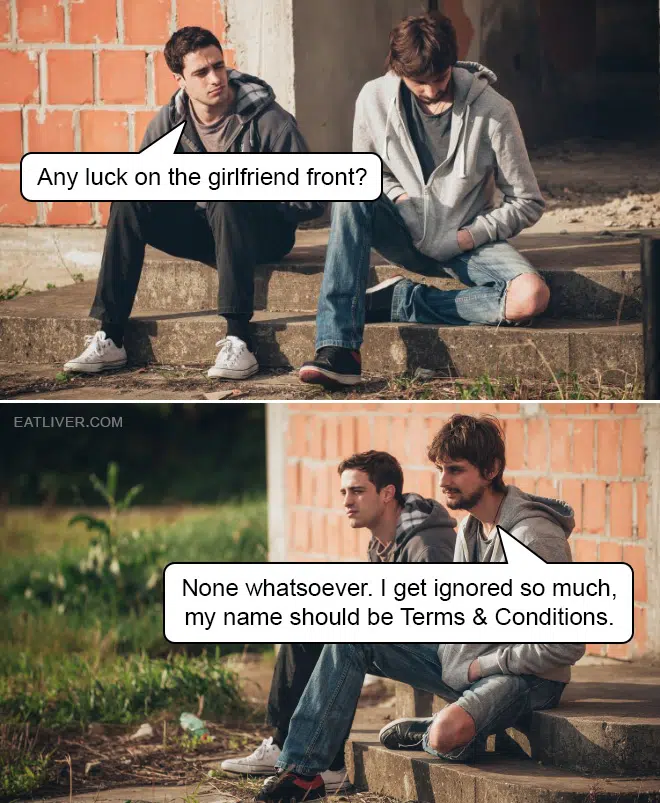 Any luck on the girlfriend front?
EATLIVER.COM
None whatsoever. I get ignored so much,
my name should be Terms & Conditions.